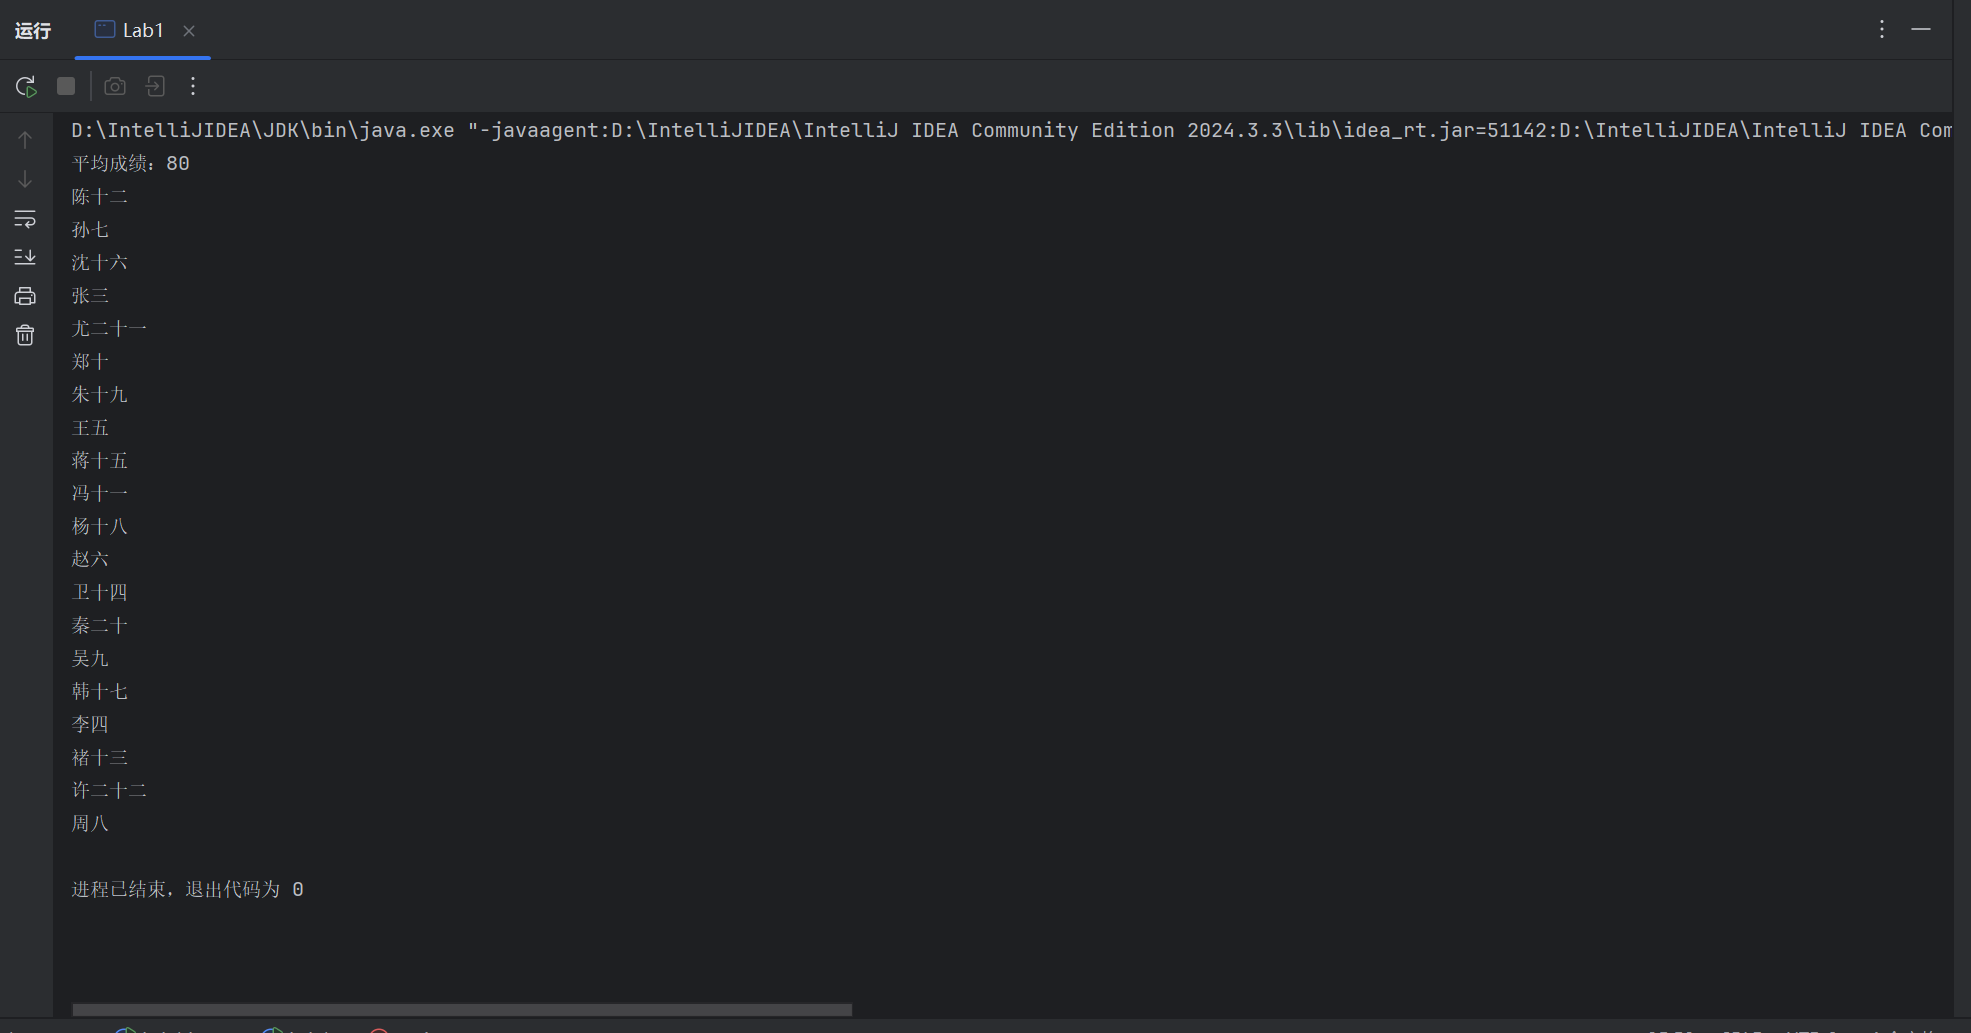 运行 Lab1
D:\IntelliJIDEA\JDK\bin\java.exe "-javaagent:D:\IntelliJIDEA\IntelliJ IDEA Community Edition 2024.3.3\lib\idea_rt.jar=51142:D:\IntelliJIDEA\IntelliJ IDEA Com
平均成绩：80
陈十二
孙七
沈十六
张三
尤二十一
郑十
朱十九
王五
蒋十五
冯十一
杨十八
赵六
卫十四
秦二十
吴九
韩十七
李四
褚十三
许二十二
周八
进程已结束，退出代码为 0